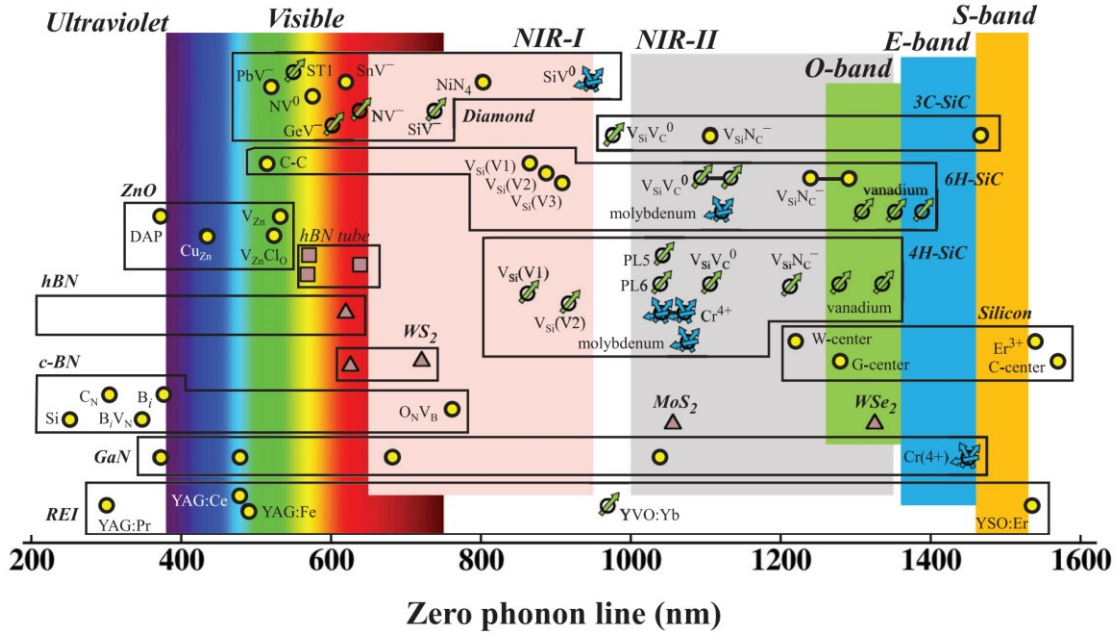 Ultraviolet
Visible
NIR-I
NIR-II
O-band
E-band
S-band
PbV⁻
ST1
SnV⁻
NV⁰
GeV⁻
NV⁻
SiV⁻
NiN₄
SiV⁰
Diamond
3C-SiC
V_SiV_C⁰
V_SiN_C⁻
C-C
V_Si(V1)
V_Si(V2)
V_Si(V3)
V_SiV_C⁰
V_SiN_C⁻
vanadium
molybdenum
6H-SiC
ZnO
DAP
Cu_Zn
V_Zn
V_ZnCl_O
hBN tube
4H-SiC
V_Si(V1)
V_Si(V2)
PL5
PL6
V_SiV_C⁰
V_SiN_C⁻
Cr⁴⁺
molybdenum
vanadium
hBN
WS₂
Silicon
W-center
G-center
Er³⁺
C-center
c-BN
C_N
B_i
Si
B_iV_N
O_NV_B
MoS₂
WSe₂
GaN
Cr(4+)
REI
YAG:Pr
YAG:Ce
YAG:Fe
YVO:Yb
YSO:Er
200 400 600 800 1000 1200 1400 1600
Zero phonon line (nm)